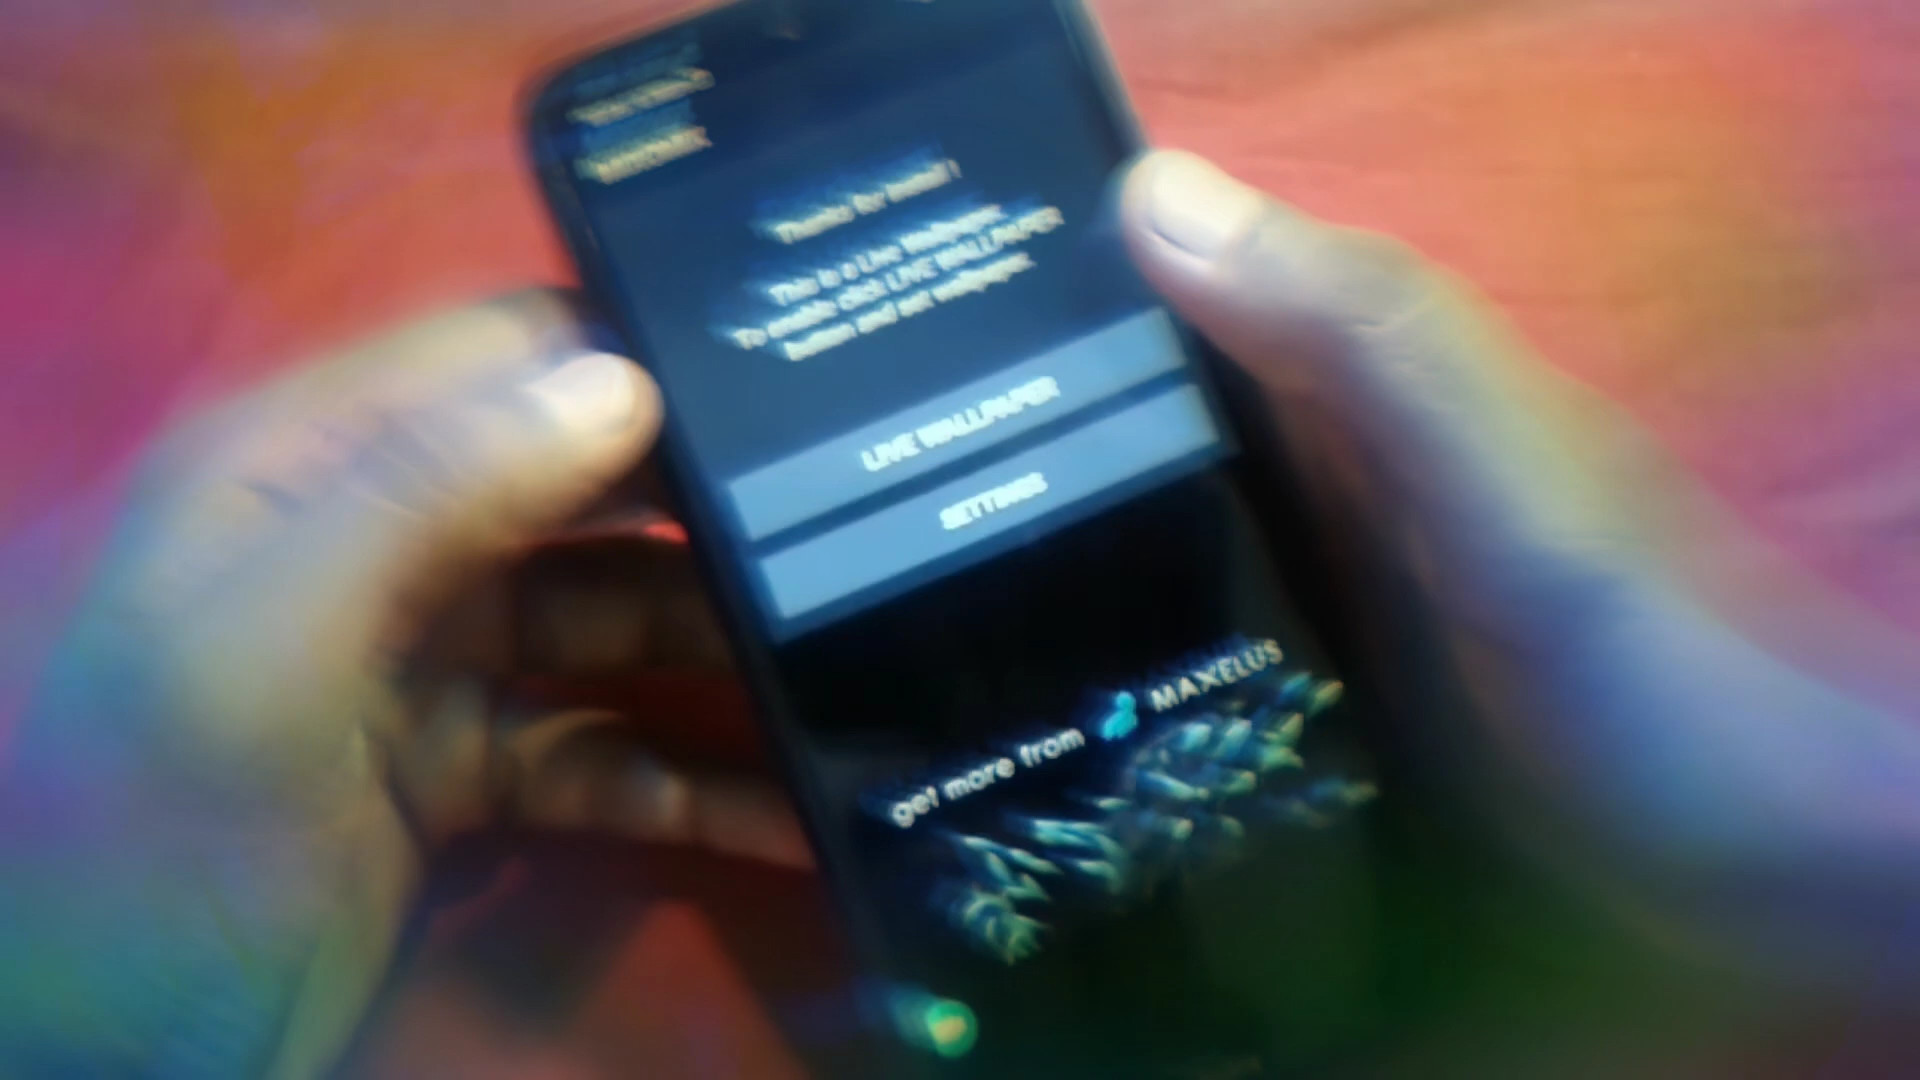 Thanks for install !
This is a Live Wallpaper.
To enable click LIVE WALLPAPER
button and set wallpaper.
LIVE WALLPAPER
SETTINGS
get more from MAXELUS